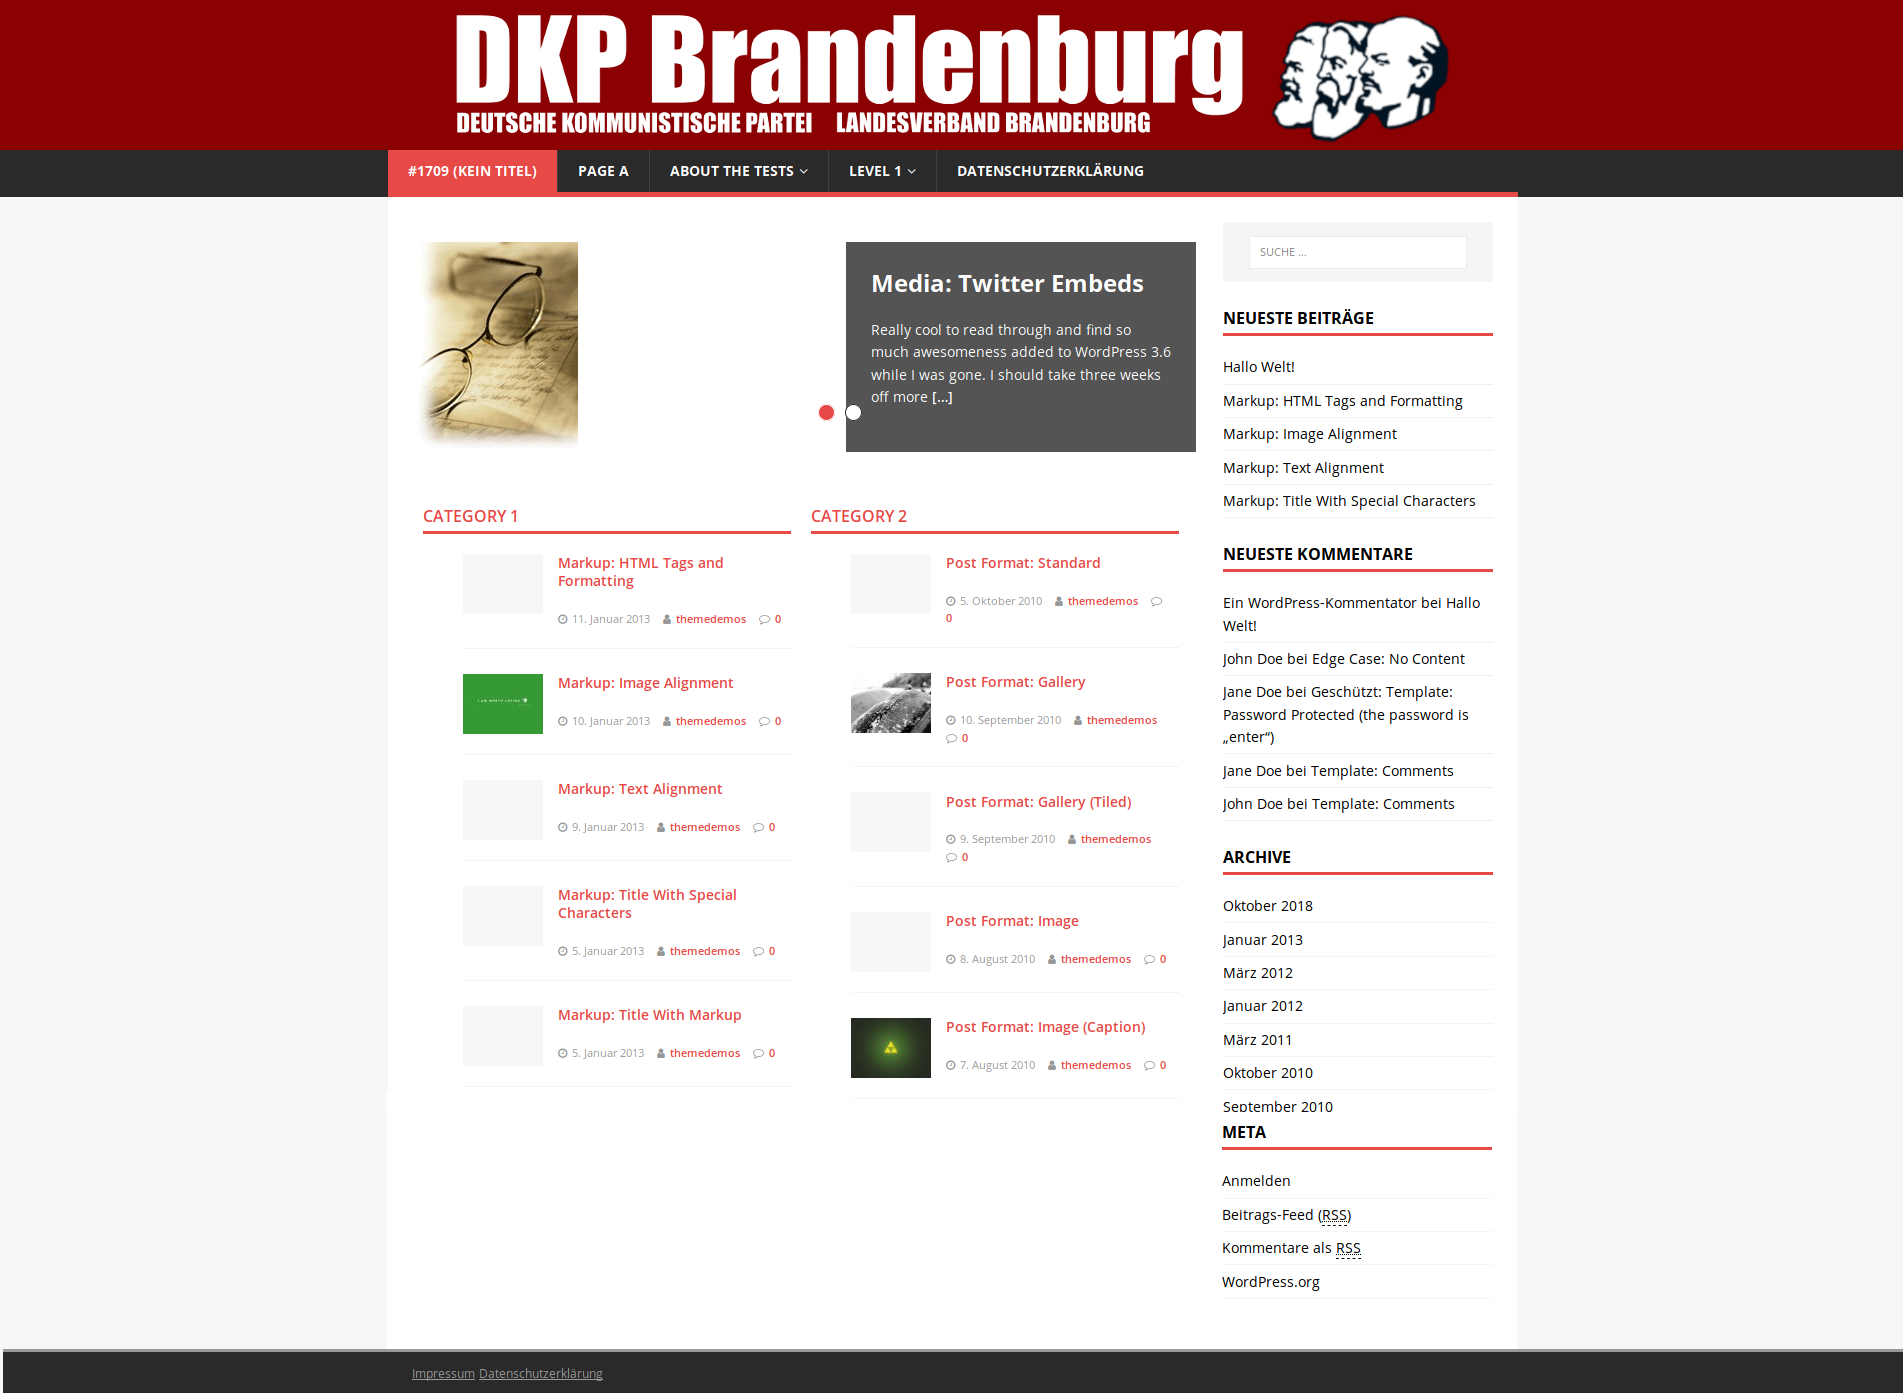 DKP Brandenburg
DEUTSCHE KOMMUNISTISCHE PARTEI LANDESVERBAND BRANDENBURG
#1709 (KEIN TITEL) PAGE A ABOUT THE TESTS LEVEL 1 DATENSCHUTZERKLÄRUNG
Media: Twitter Embeds
Really cool to read through and find so
much awesomeness added to WordPress 3.6
while I was gone. I should take three weeks
off more [...]
CATEGORY 1
Markup: HTML Tags and
Formatting
11. Januar 2013 themedemos 0
I AM WORTH LOVING
Markup: Image Alignment
10. Januar 2013 themedemos 0
Markup: Text Alignment
9. Januar 2013 themedemos 0
Markup: Title With Special
Characters
5. Januar 2013 themedemos 0
Markup: Title With Markup
5. Januar 2013 themedemos 0
CATEGORY 2
Post Format: Standard
5. Oktober 2010 themedemos
0
Post Format: Gallery
10. September 2010 themedemos
0
Post Format: Gallery (Tiled)
9. September 2010 themedemos
0
Post Format: Image
8. August 2010 themedemos 0
Post Format: Image (Caption)
7. August 2010 themedemos 0
SUCHE ...
NEUESTE BEITRÄGE
Hallo Welt!
Markup: HTML Tags and Formatting
Markup: Image Alignment
Markup: Text Alignment
Markup: Title With Special Characters
NEUESTE KOMMENTARE
Ein WordPress-Kommentator bei Hallo
Welt!
John Doe bei Edge Case: No Content
Jane Doe bei Geschützt: Template:
Password Protected (the password is
„enter“)
Jane Doe bei Template: Comments
John Doe bei Template: Comments
ARCHIVE
Oktober 2018
Januar 2013
März 2012
Januar 2012
März 2011
Oktober 2010
September 2010
META
Anmelden
Beitrags-Feed (RSS)
Kommentare als RSS
WordPress.org
Impressum Datenschutzerklärung